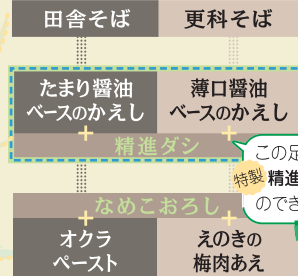 田舎そば
更科そば
たまり醤油
ベースのかえし
薄口醤油
ベースのかえし
+
+
精進ダシ
この足
特製 精進
のでき
+
+
なめこおろし
オクラ
ペースト
えのきの
梅肉あえ